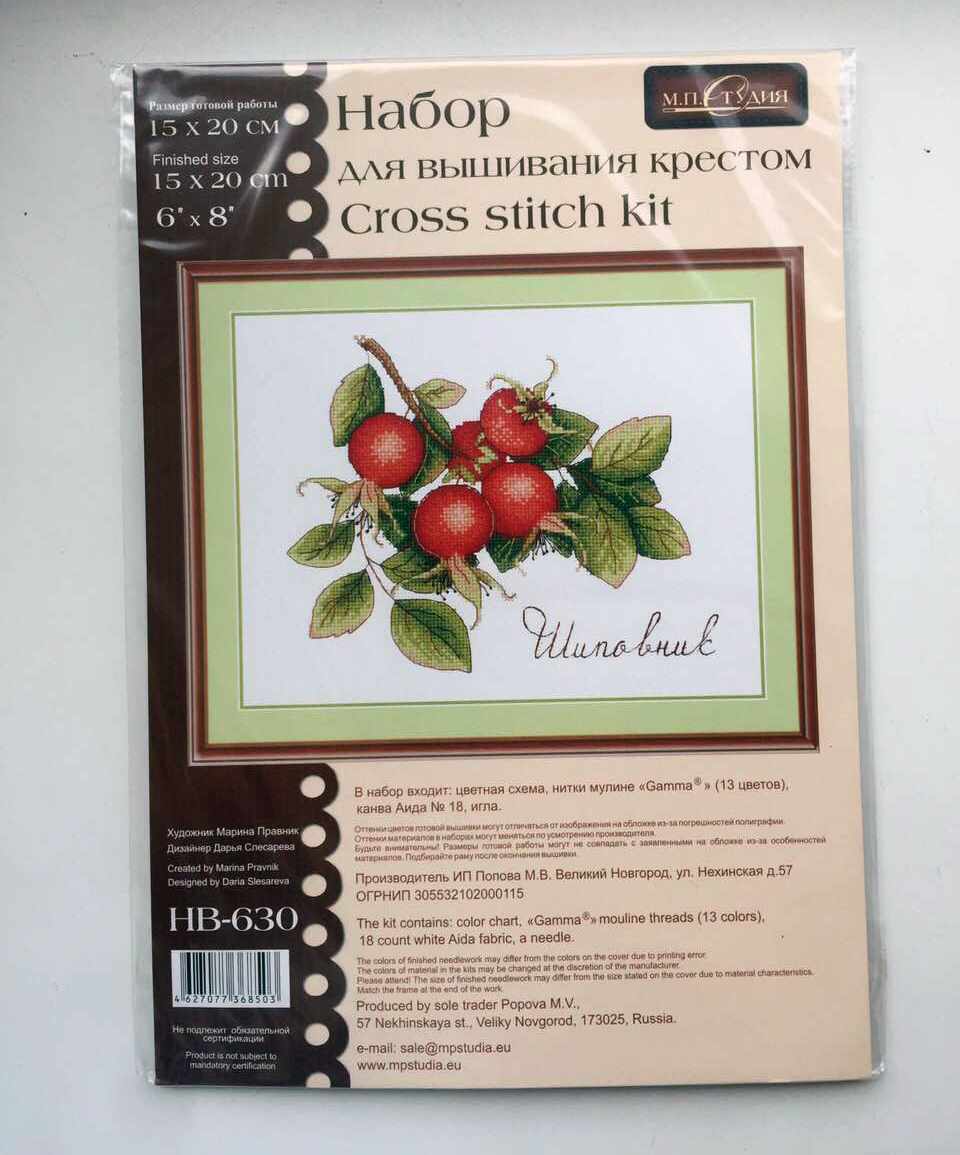 Размер готовой работы
15 x 20 см
Finished size
15 x 20 cm
6" x 8"
М.П.СТУДИЯ
Набор
для вышивания крестом
Cross stitch kit
Шиповник
В набор входит: цветная схема, нитки мулине «Gamma®» (13 цветов),
канва Аида № 18, игла.
Оттенки цветов готовой вышивки могут отличаться от изображения на обложке из-за погрешностей полиграфии.
Оттенки материалов в наборах могут меняться по усмотрению производителя.
Будьте внимательны! Размеры готовой работы могут не совпадать с заявленными на обложке из-за особенностей
материалов. Подбирайте раму после окончания вышивки.
Производитель ИП Попова М.В. Великий Новгород, ул. Нехинская д.57
ОГРНИП 305532102000115
The kit contains: color chart, «Gamma®» mouline threads (13 colors),
18 count white Aida fabric, a needle.
The colors of finished needlework may differ from the colors on the cover due to printing error.
The colors of material in the kits may be changed at the discretion of the manufacturer.
Please attend! The size of finished needlework may differ from the size stated on the cover due to material characteristics.
Match the frame at the end of the work.
Produced by sole trader Popova M.V.,
57 Nekhinskaya st., Veliky Novgorod, 173025, Russia.
e-mail: sale@mpstudia.eu
www.mpstudia.eu
Художник Марина Правник
Дизайнер Дарья Слесарева
Created by Marina Pravnik
Designed by Daria Slesareva
НВ-630
4 627077 368503
Не подлежит обязательной
сертификации
Product is not subject to
mandatory certification